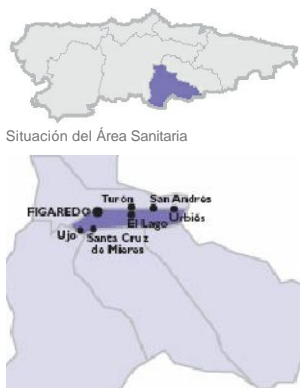 Situación del Área Sanitaria
Turón San Andrés
FIGAREDO
El Lago Urbiés
Ujo Santa Cruz
de Mieres